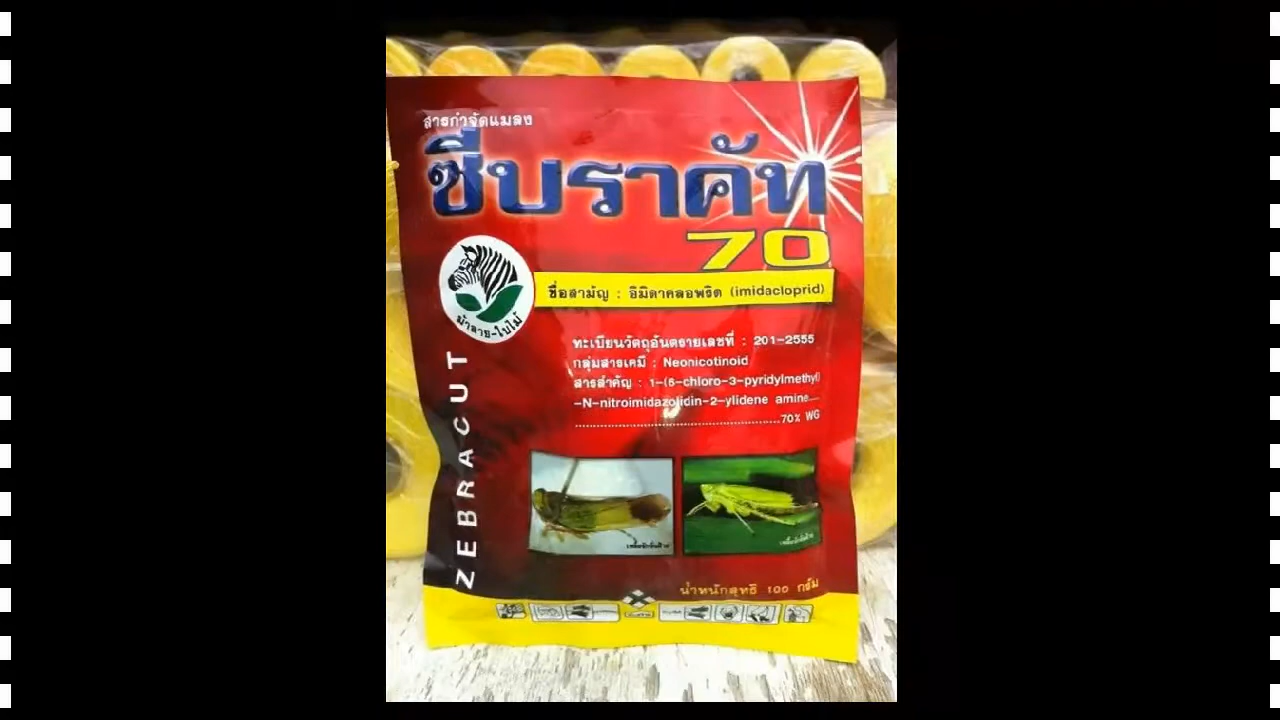 สารกำจัดแมลง
ซีบราคัท
70
ชื่อสามัญ : อิมิดาคลอพริด (imidacloprid)
ม้าลาย-ใบไม้
ทะเบียนวัตถุอันตรายเลขที่ : 201-2555
กลุ่มสารเคมี : Neonicotinoid
สารสำคัญ : 1-(6-chloro-3-pyridylmethyl)
-N-nitroimidazolidin-2-ylidene amine....
................................................70% WG
ZEBRACUT
น้ำหนักสุทธิ 100 กรัม